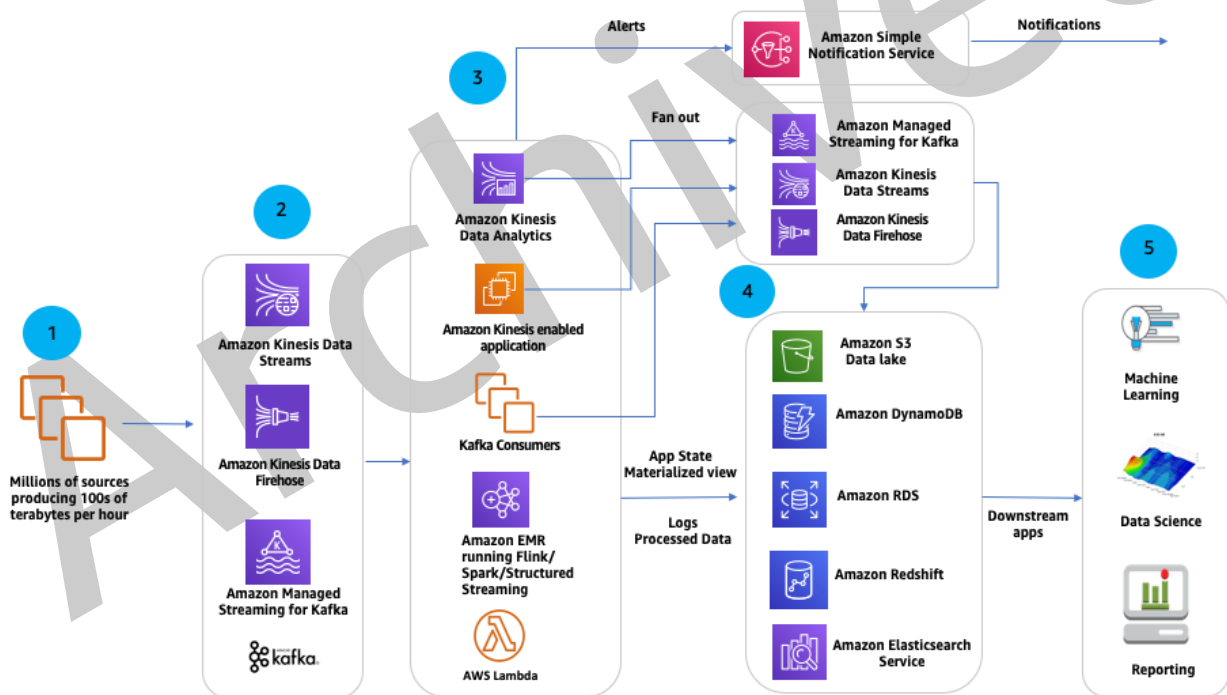 Archived
1
Millions of sources
producing 100s of
terabytes per hour
2
Amazon Kinesis Data
Streams
Amazon Kinesis Data
Firehose
Amazon Managed
Streaming for Kafka
kafka
3
Amazon Kinesis
Data Analytics
Amazon Kinesis enabled
application
Kafka Consumers
Amazon EMR
running Flink/
Spark/Structured
Streaming
AWS Lambda
Alerts
Amazon Simple
Notification Service
Notifications
Fan out
Amazon Managed
Streaming for Kafka
Amazon Kinesis
Data Streams
Amazon Kinesis
Data Firehose
App State
Materialized view
Logs
Processed Data
4
Amazon S3
Data lake
Amazon DynamoDB
Amazon RDS
Amazon Redshift
Amazon Elasticsearch
Service
Downstream
apps
5
Machine
Learning
Data Science
Reporting